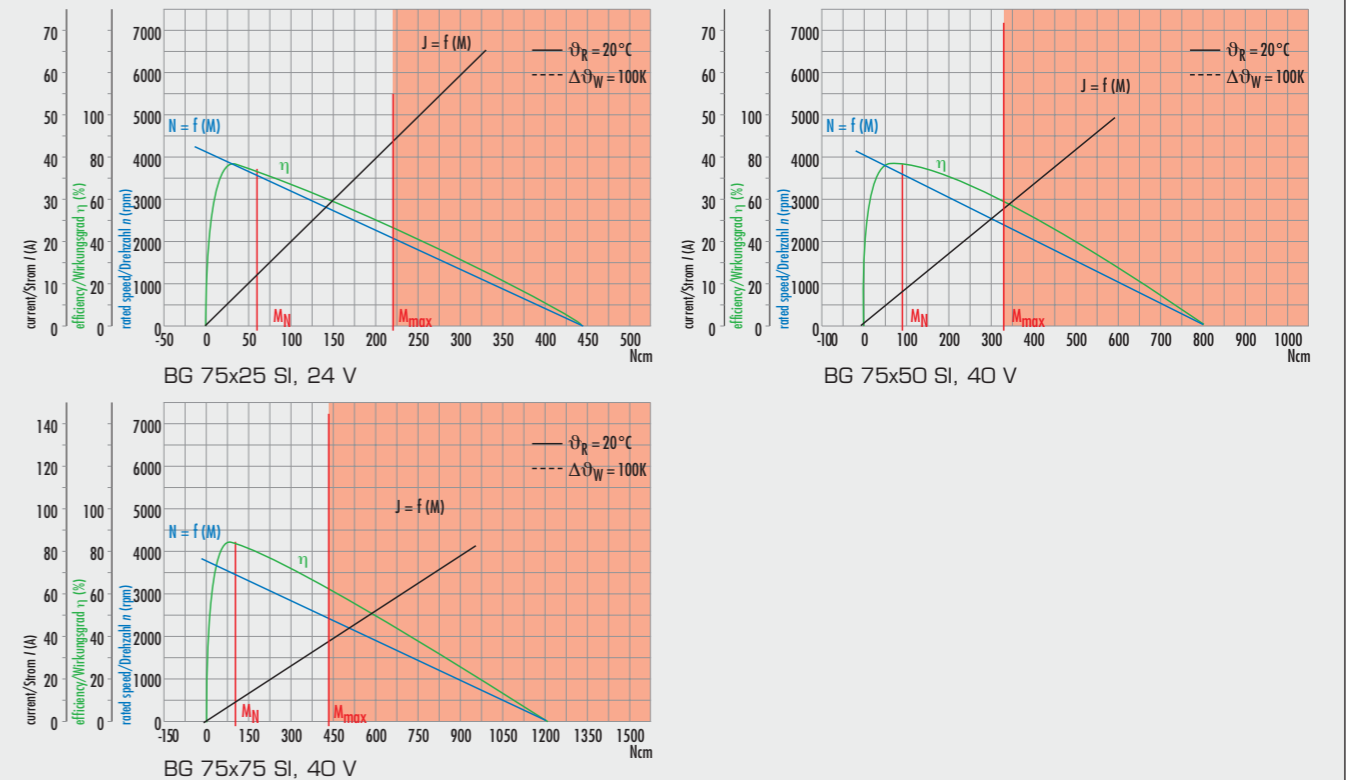 70
60
50
40
30
20
10
0
current/Strom I (A)
100
80
60
40
20
0
efficiency/Wirkungsgrad η (%)
7000
6000
5000
4000
3000
2000
1000
0
rated speed/Drehzahl n (rpm)
N = f (M)
η
J = f (M)
ϑR = 20°C
ΔϑW = 100K
MN
Mmax
-50 0 50 100 150 200 250 300 350 400 450 500
Ncm
BG 75x25 SI, 24 V
70
60
50
40
30
20
10
0
current/Strom I (A)
100
80
60
40
20
0
efficiency/Wirkungsgrad η (%)
7000
6000
5000
4000
3000
2000
1000
0
rated speed/Drehzahl n (rpm)
N = f (M)
η
J = f (M)
ϑR = 20°C
ΔϑW = 100K
MN
Mmax
-100 0 100 200 300 400 500 600 700 800 900 1000
Ncm
BG 75x50 SI, 40 V
140
120
100
80
60
40
20
0
current/Strom I (A)
100
80
60
40
20
0
efficiency/Wirkungsgrad η (%)
7000
6000
5000
4000
3000
2000
1000
0
rated speed/Drehzahl n (rpm)
N = f (M)
η
J = f (M)
ϑR = 20°C
ΔϑW = 100K
MN
Mmax
-150 0 150 300 450 600 750 900 1050 1200 1350 1500
Ncm
BG 75x75 SI, 40 V